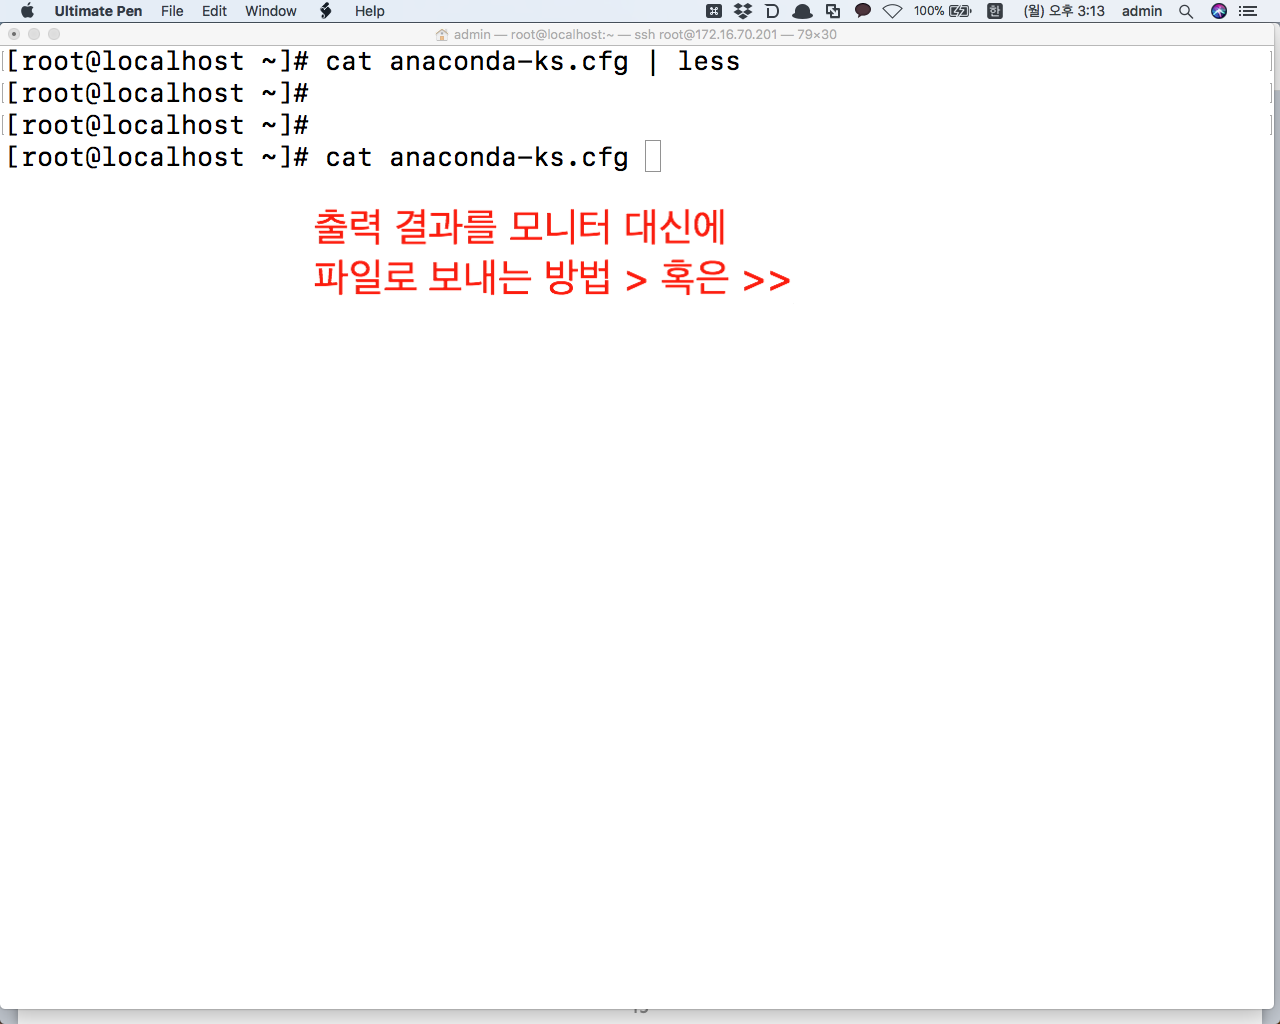 Ultimate Pen File Edit Window Help 100% 한 (월) 오후 3:13 admin
admin — root@localhost:~ — ssh root@172.16.70.201 — 79×30
[root@localhost ~]# cat anaconda-ks.cfg | less
[root@localhost ~]#
[root@localhost ~]#
[root@localhost ~]# cat anaconda-ks.cfg
출력 결과를 모니터 대신에
파일로 보내는 방법 > 혹은 >>